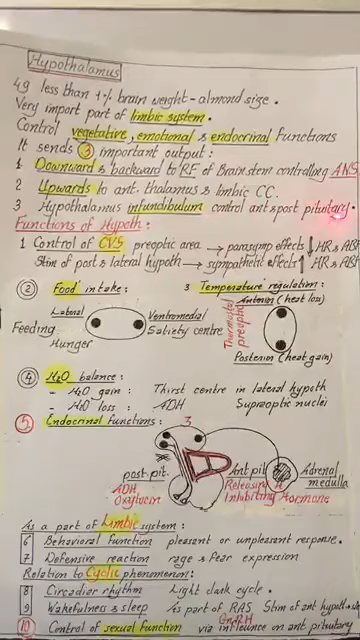 Hypothalamus
4g less than 1% brain weight-almond size.
Very import part of limbic system.
Control vegetative, emotional & endocrinal functions
It sends 3 important output:
1 Downward & backward to RF of Brainstem controlling ANS
2 Upwards to ant. thalamus & limbic CC.
3 Hypothalamus infundibulum control ant & post pituitary.
Functions of Hypoth:
1 Control of CVS preoptic area → parasymp effects ↓ HR & ABP
Stim of post & lateral hypoth → sympathetic effects ↑ HR & ABP
2 Food intake:
Lateral
Feeding
Hunger
Ventromedial
Satiety centre
3 Temperature regulation:
Anterior (heat loss)
Thermostat
preoptic
Posterior (heat gain)
4 H2O balance:
- H2O gain: Thirst centre in lateral hypoth
- H2O loss: ADH Supraoptic nuclei
5 Endocrinal functions: 3
post pit.
ADH
Oxytocin
Ant pit
Releasing H
Inhibiting Hormone
Adrenal
medulla
As a part of Limbic system:
6 Behavioral function pleasent or unpleasent response.
7 Defensive reaction rage & fear expression
Relation to Cyclic phenomenon:
8 Circadian rhythm Light dark cycle.
9 Wakefulness & sleep As part of RAS Stim of ant hypoth → sleep
GnRH
10 Control of sexual function via influence on ant pituitary